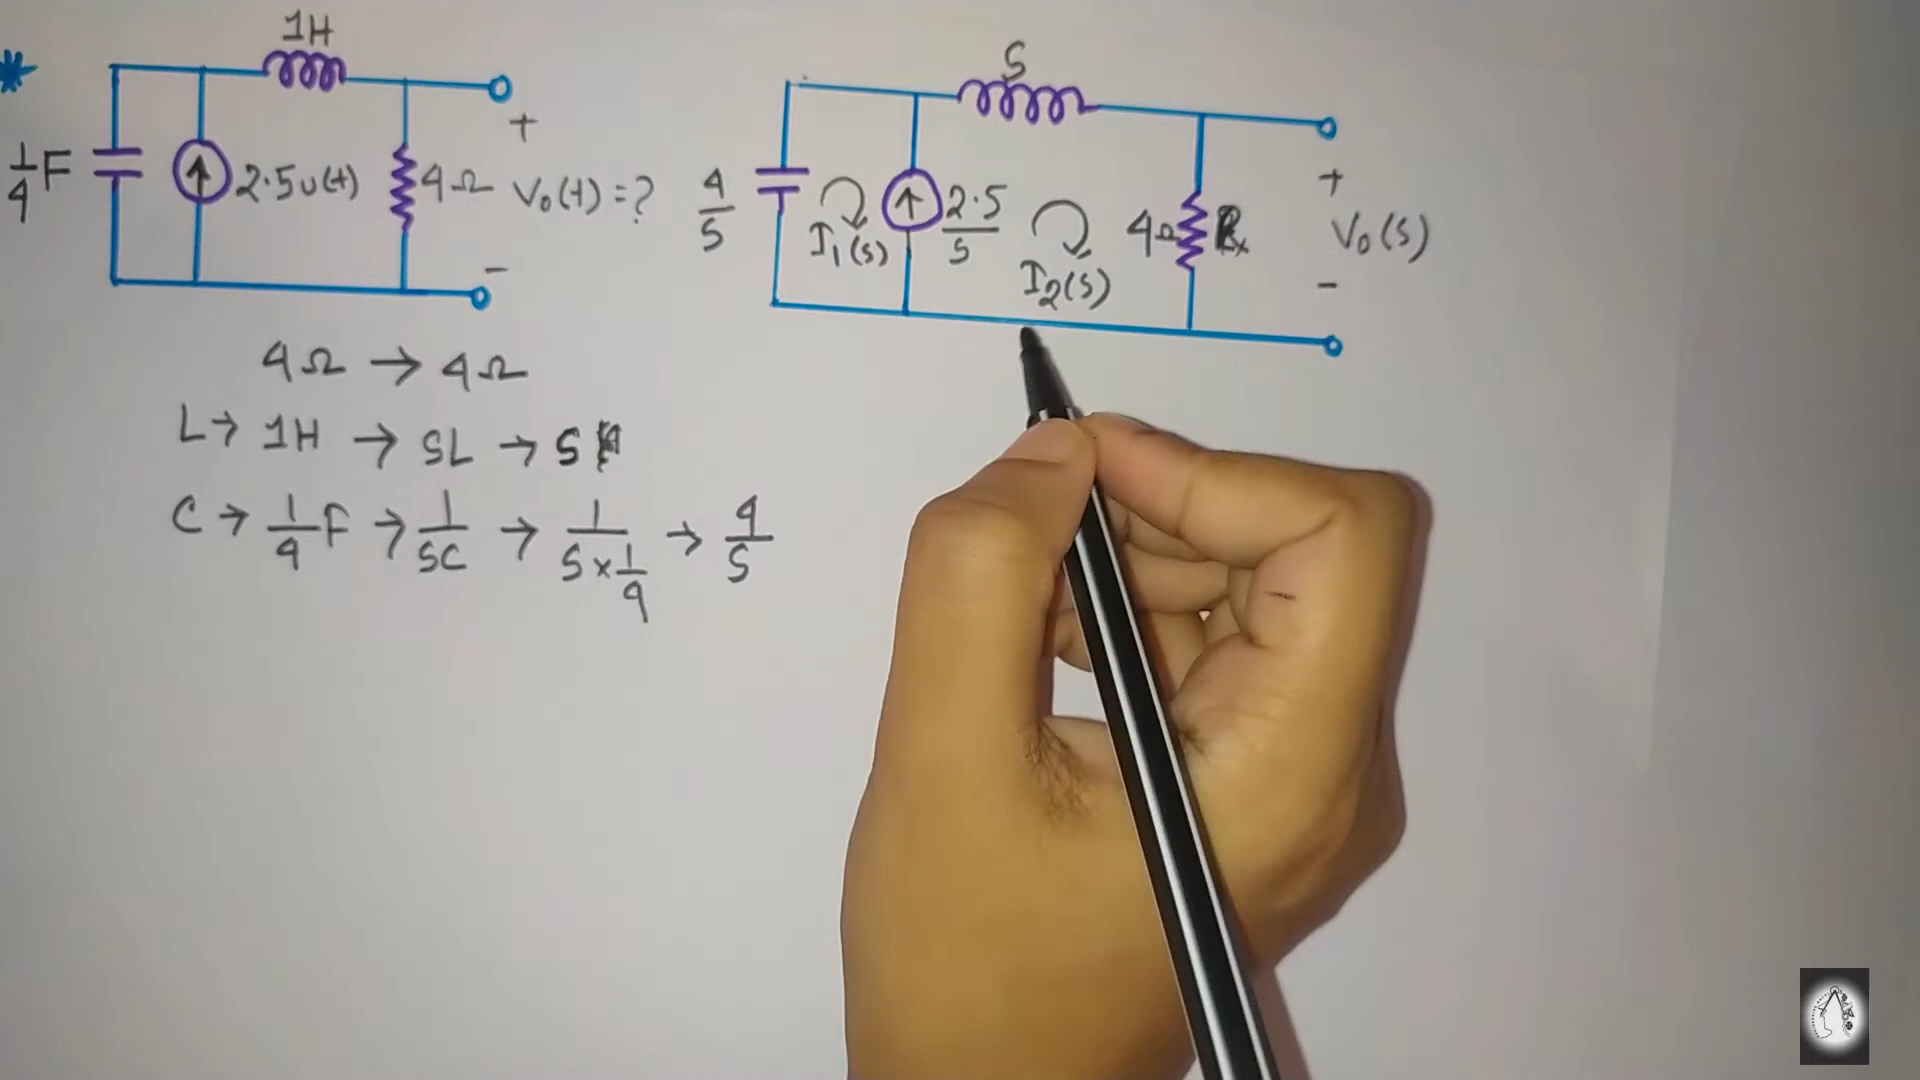 1H
1/4 F
2.5u(t)
4Ω
+
V₀(t)=?
-
S
4/S
I₁(s)
2.5/S
I₂(s)
4Ω
+
V₀(s)
-
4Ω → 4Ω
L → 1H → SL → S
C → 1/4 F → 1/SC → 1/(S×1/4) → 4/S